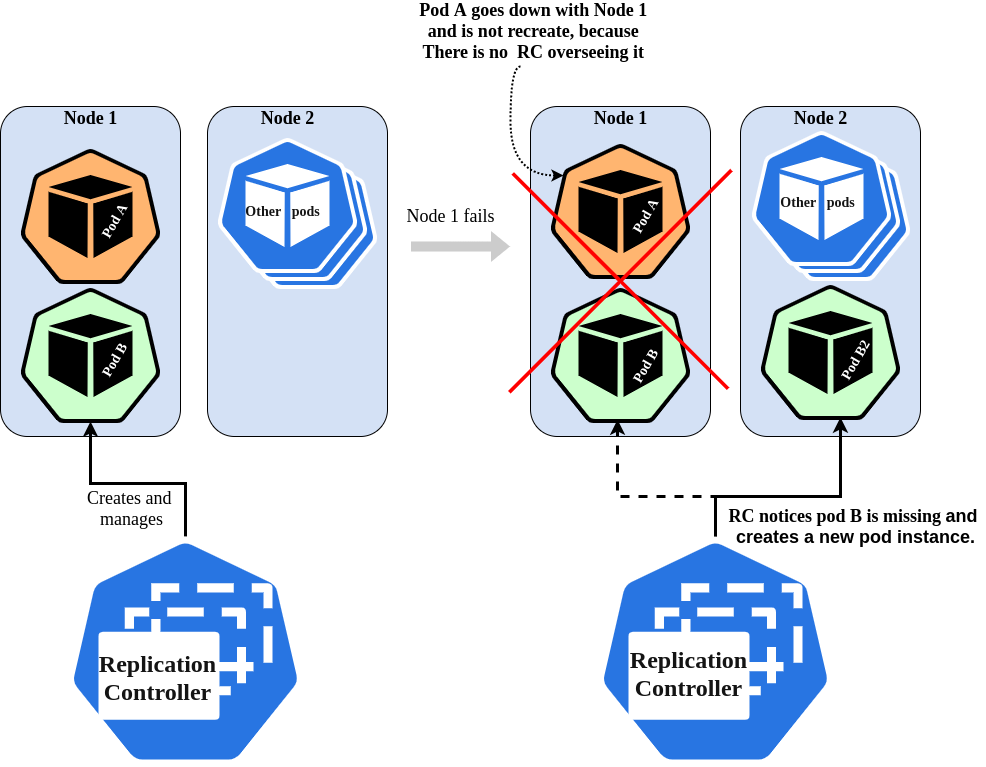 Pod A goes down with Node 1
and is not recreate, because
There is no RC overseeing it
Node 1
Node 2
Pod A
Other pods
Pod B
Creates and
manages
Replication
Controller
Node 1 fails
Node 1
Node 2
Pod A
Other pods
Pod B
Pod B2
RC notices pod B is missing and
creates a new pod instance.
Replication
Controller